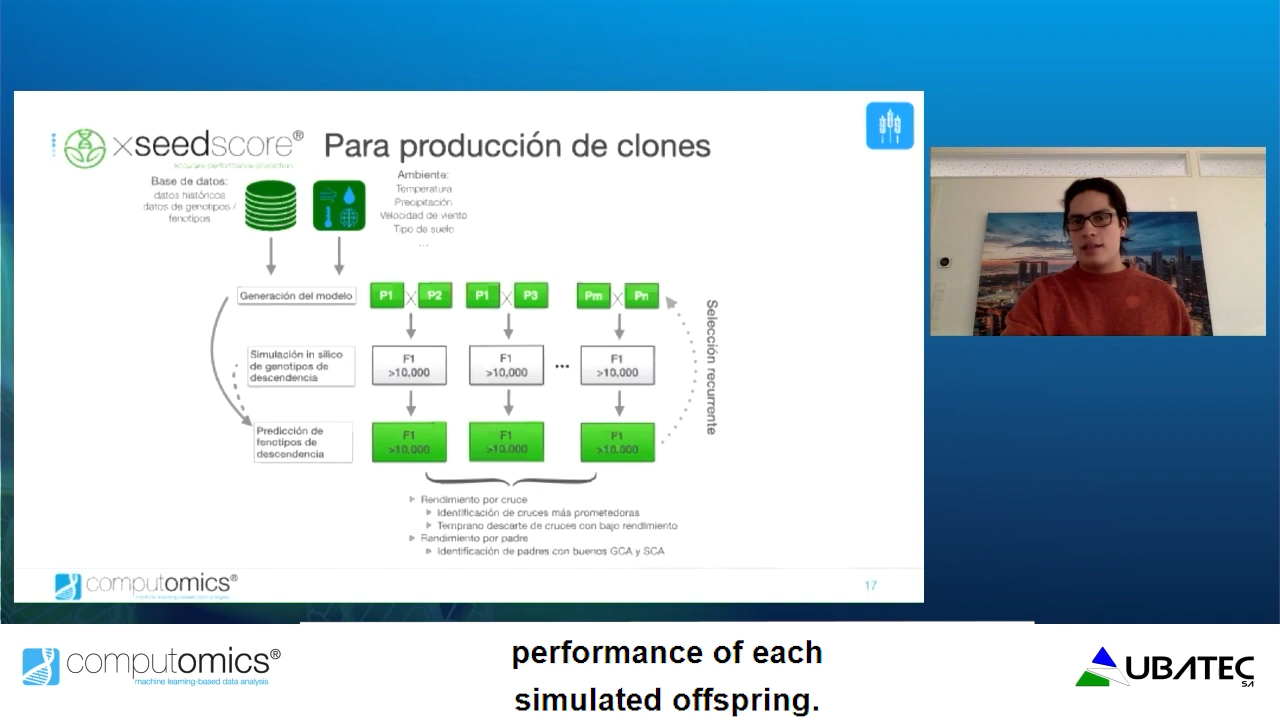 xseedscore® Para producción de clones
accurate performance prediction
Base de datos:
datos históricos
datos de genotipos /
fenotipos
Ambiente:
Temperatura
Precipitación
Velocidad de viento
Tipo de suelo
...
Generación del modelo
P1 X P2
P1 X P3
Pm X Pn
Simulación in silico
de genotipos de
descendencia
F1
>10,000
F1
>10,000
...
F1
>10,000
Predicción de
fenotipos de
descendencia
F1
>10.000
F1
>10.000
F1
>10.000
Selección recurrente
Rendimiento por cruce
Identificación de cruces más prometedoras
Temprano descarte de cruces con bajo rendimiento
Rendimiento por padre
Identificación de padres con buenos GCA y SCA
computomics®
machine learning-based data analysis
17
computomics®
machine learning-based data analysis
performance of each
simulated offspring.
UBATEC
SA